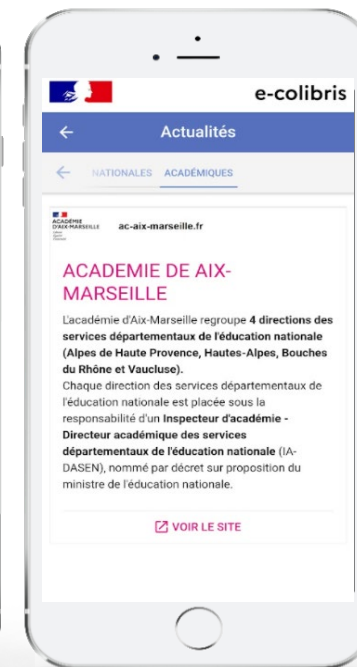 e-colibris
Actualités
NATIONALES ACADÉMIQUES
ACADÉMIE
D'AIX-MARSEILLE
ac-aix-marseille.fr
ACADEMIE DE AIX-
MARSEILLE
L'académie d'Aix-Marseille regroupe 4 directions des
services départementaux de l'éducation nationale
(Alpes de Haute Provence, Hautes-Alpes, Bouches
du Rhône et Vaucluse).
Chaque direction des services départementaux de
l'éducation nationale est placée sous la
responsabilité d'un Inspecteur d'académie -
Directeur académique des services
départementaux de l'éducation nationale (IA-
DASEN), nommé par décret sur proposition du
ministre de l'éducation nationale.
VOIR LE SITE